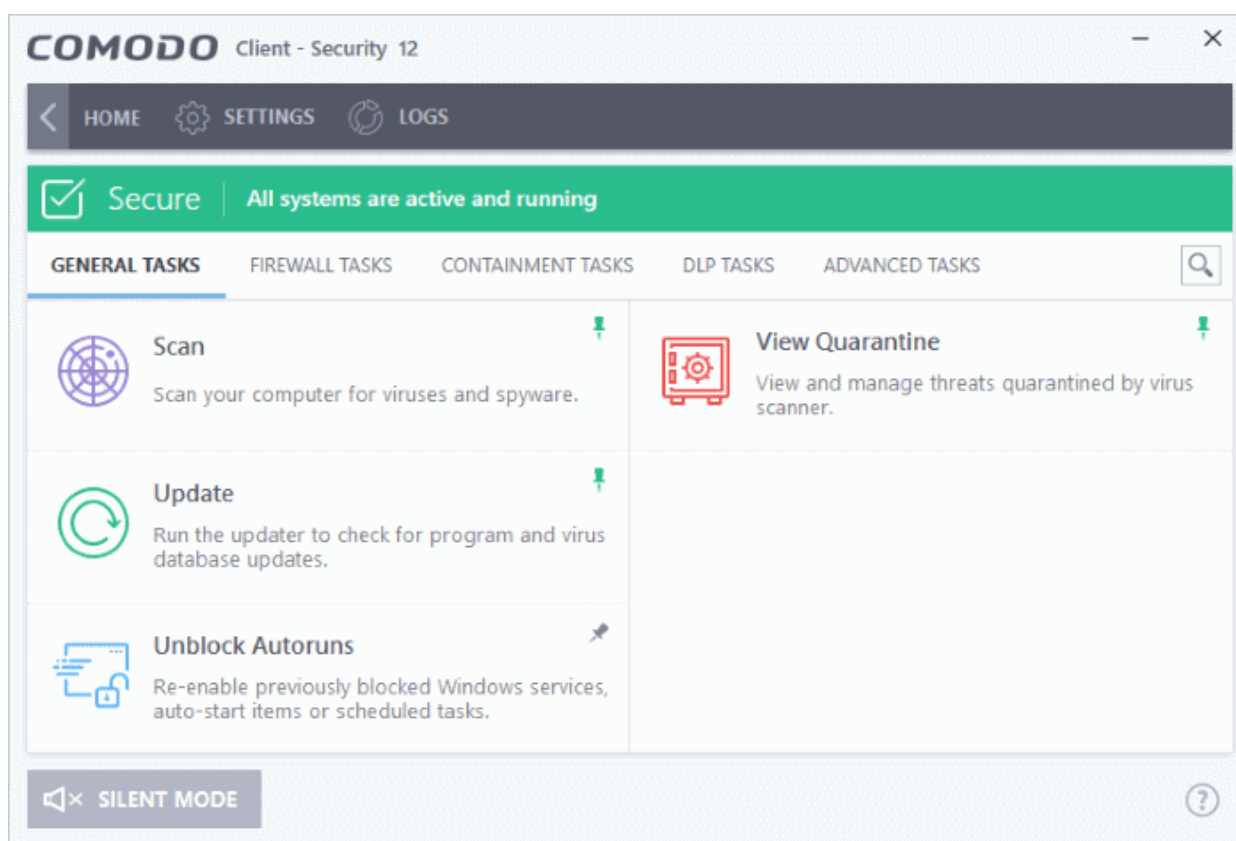 COMODO Client - Security 12
HOME SETTINGS LOGS
Secure All systems are active and running
GENERAL TASKS FIREWALL TASKS CONTAINMENT TASKS DLP TASKS ADVANCED TASKS
Scan
Scan your computer for viruses and spyware.
View Quarantine
View and manage threats quarantined by virus
scanner.
Update
Run the updater to check for program and virus
database updates.
Unblock Autoruns
Re-enable previously blocked Windows services,
auto-start items or scheduled tasks.
SILENT MODE
?